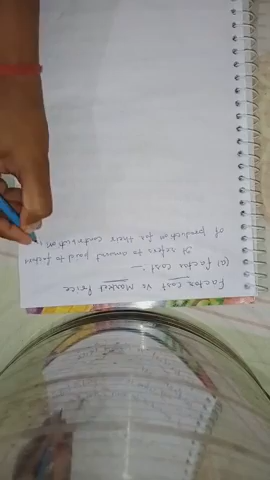 Factor Cost vs Market Price
(a) Factor Cost :-
It refers to amount paid to factors
of production for their contribution